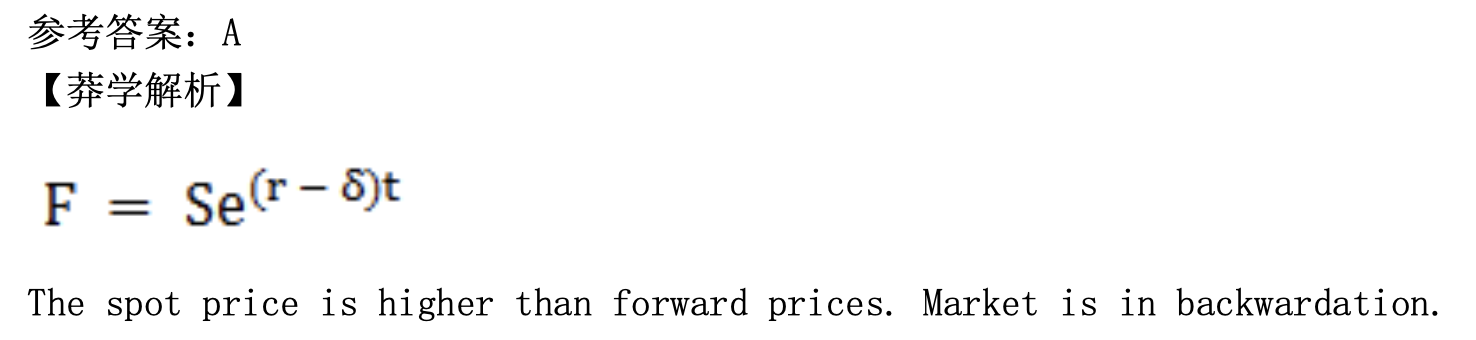 参考答案：A
【莽学解析】
F = Se^(r − δ)t
The spot price is higher than forward prices. Market is in backwardation.